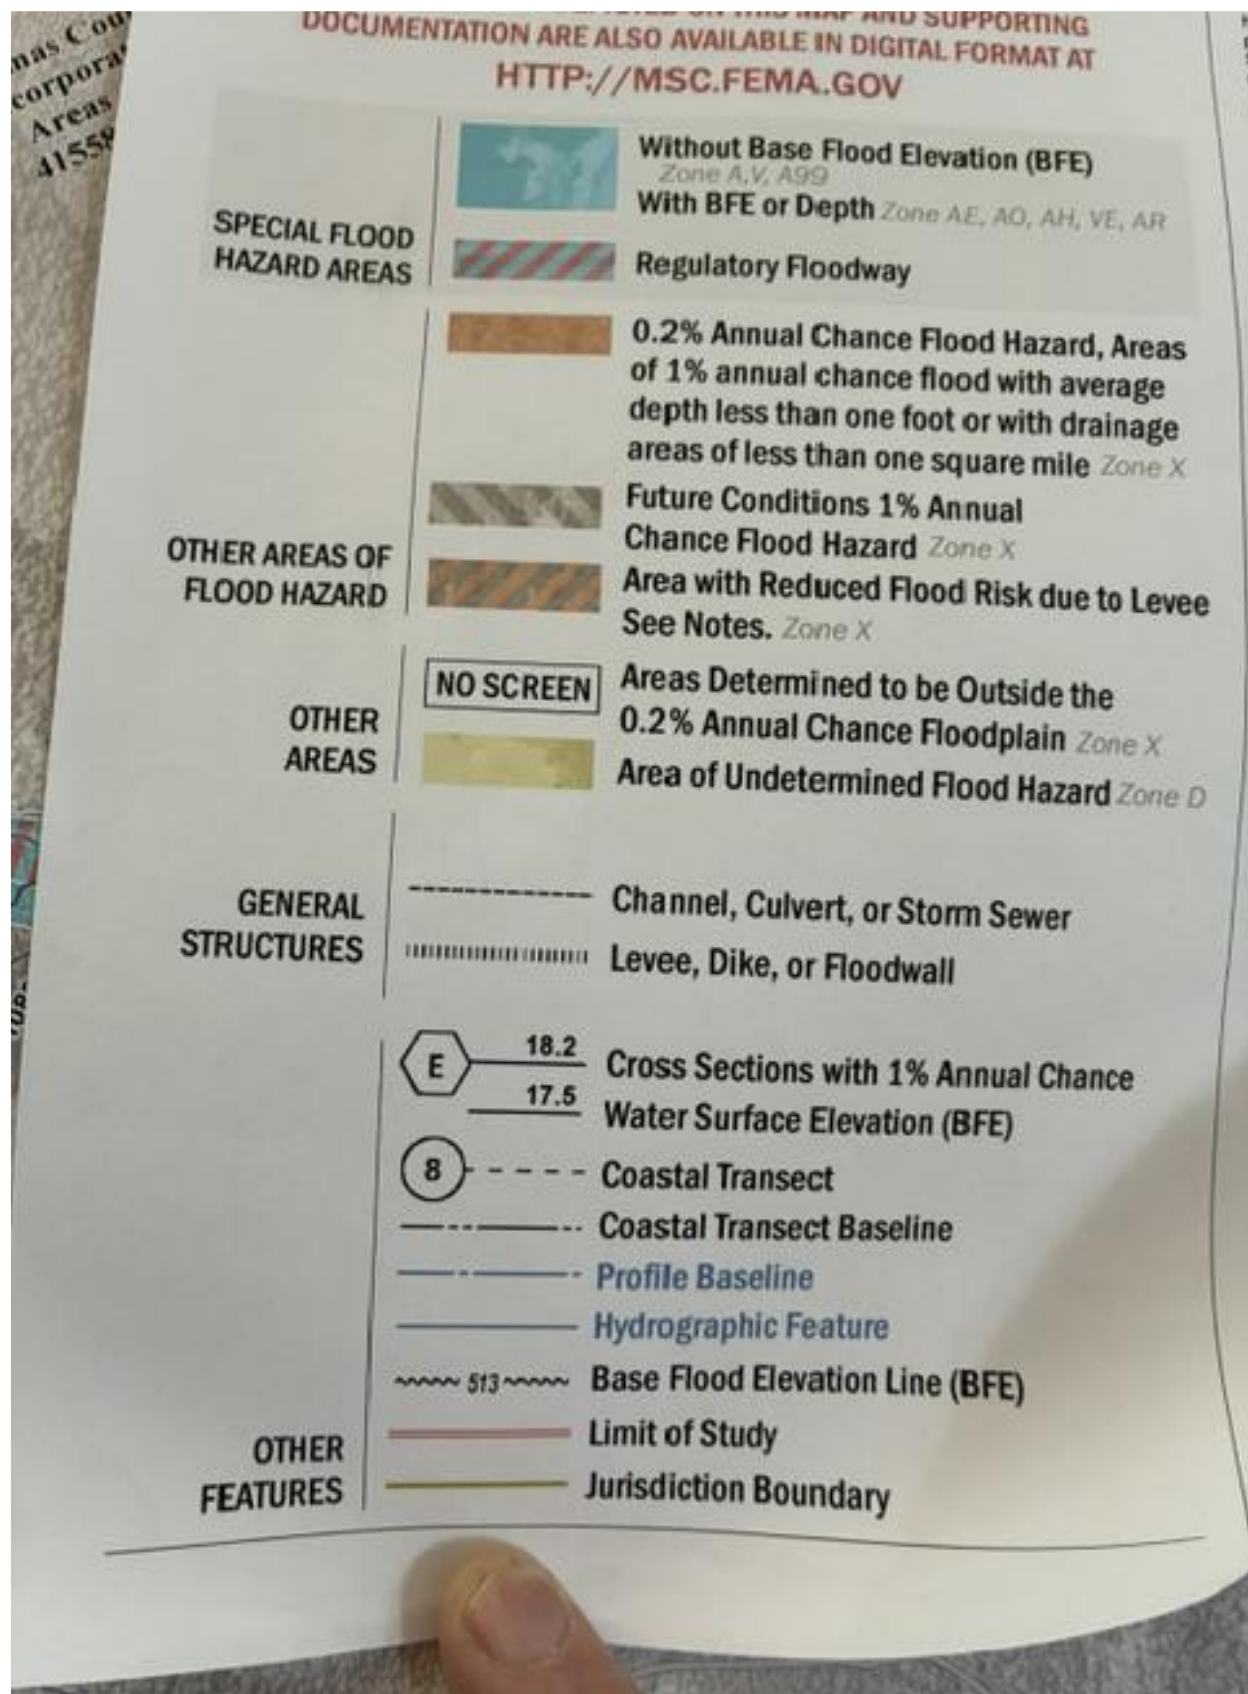 Areas
DOCUMENTATION ARE ALSO AVAILABLE IN DIGITAL FORMAT AT
HTTP://MSC.FEMA.GOV
SPECIAL FLOOD
HAZARD AREAS
Without Base Flood Elevation (BFE)
Zone A,V, A99
With BFE or Depth Zone AE, AO, AH, VE, AR
Regulatory Floodway
OTHER AREAS OF
FLOOD HAZARD
0.2% Annual Chance Flood Hazard, Areas
of 1% annual chance flood with average
depth less than one foot or with drainage
areas of less than one square mile Zone X
Future Conditions 1% Annual
Chance Flood Hazard Zone X
Area with Reduced Flood Risk due to Levee
See Notes. Zone X
OTHER
AREAS
NO SCREEN
Areas Determined to be Outside the
0.2% Annual Chance Floodplain Zone X
Area of Undetermined Flood Hazard Zone D
GENERAL
STRUCTURES
Channel, Culvert, or Storm Sewer
Levee, Dike, or Floodwall
OTHER
FEATURES
E 18.2 Cross Sections with 1% Annual Chance
17.5 Water Surface Elevation (BFE)
8 Coastal Transect
Coastal Transect Baseline
Profile Baseline
Hydrographic Feature
513 Base Flood Elevation Line (BFE)
Limit of Study
Jurisdiction Boundary